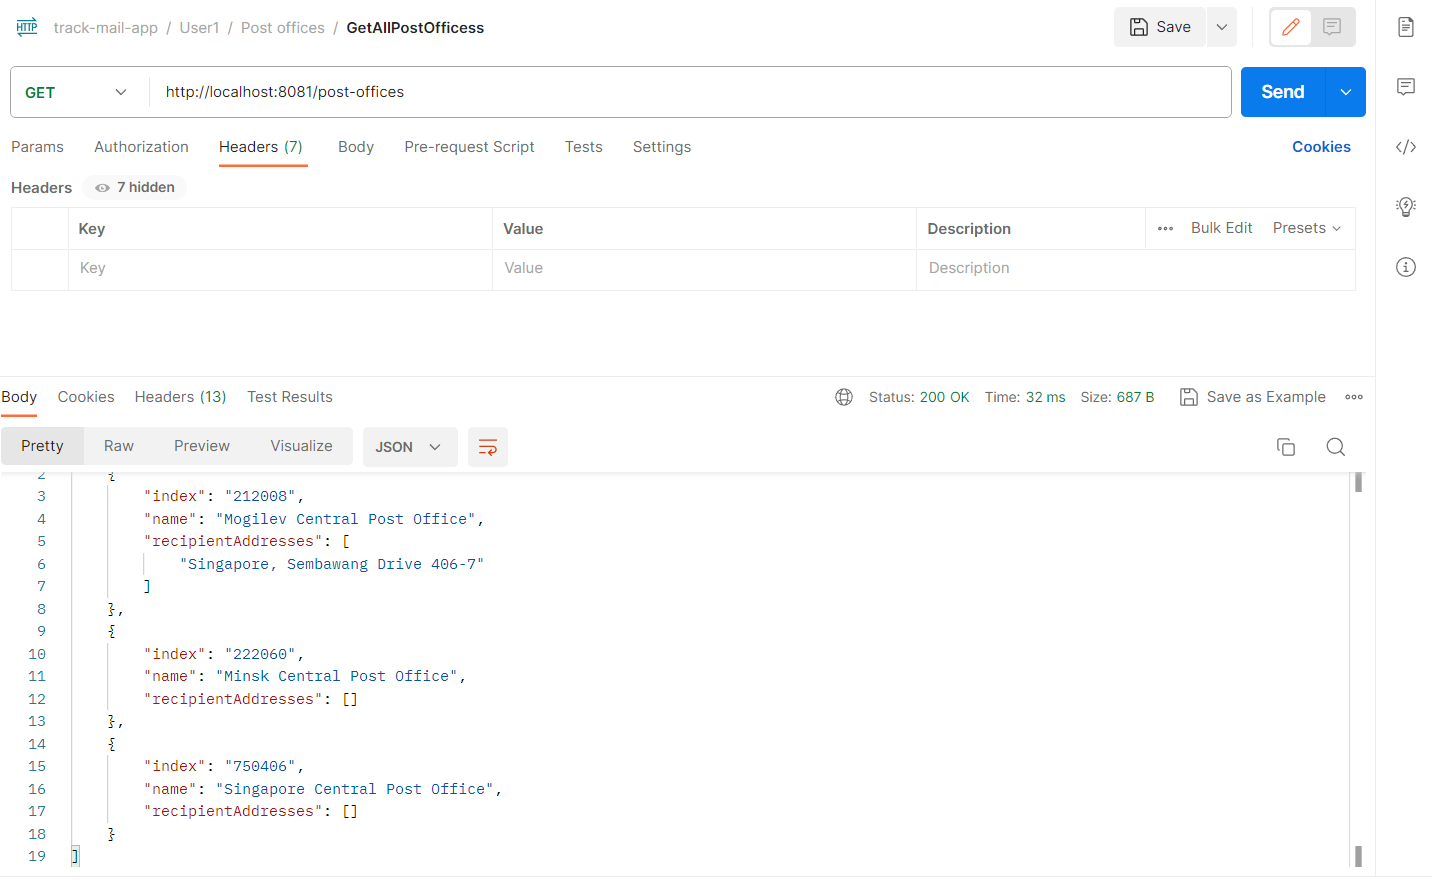 HTTP track-mail-app / User1 / Post offices / GetAllPostOfficess Save
GET http://localhost:8081/post-offices Send
Params Authorization Headers (7) Body Pre-request Script Tests Settings Cookies
Headers 7 hidden
Key Value Description ••• Bulk Edit Presets
Key Value Description
Body Cookies Headers (13) Test Results Status: 200 OK Time: 32 ms Size: 687 B Save as Example
Pretty Raw Preview Visualize JSON
2 {
3 "index": "212008",
4 "name": "Mogilev Central Post Office",
5 "recipientAddresses": [
6 "Singapore, Sembawang Drive 406-7"
7 ]
8 },
9 {
10 "index": "222060",
11 "name": "Minsk Central Post Office",
12 "recipientAddresses": []
13 },
14 {
15 "index": "750406",
16 "name": "Singapore Central Post Office",
17 "recipientAddresses": []
18 }
19 ]